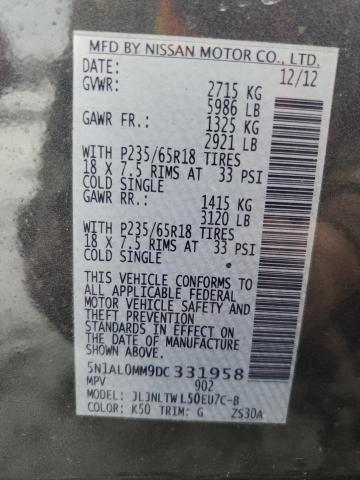 MFD BY NISSAN MOTOR CO., LTD.
DATE: 12/12
GVWR: 2715 KG
5986 LB
GAWR FR.: 1325 KG
2921 LB
WITH P235/65R18 TIRES
18 X 7.5 RIMS AT 33 PSI
COLD SINGLE
GAWR RR.: 1415 KG
3120 LB
WITH P235/65R18 TIRES
18 X 7.5 RIMS AT 33 PSI
COLD SINGLE
THIS VEHICLE CONFORMS TO
ALL APPLICABLE FEDERAL
MOTOR VEHICLE SAFETY AND
THEFT PREVENTION
STANDARDS IN EFFECT ON THE
DATE OF MANUFACTURE SHOWN
ABOVE.
5N1AL0MM9DC331958
MPV 902
MODEL: JLJNLTW L50EU7C-B
COLOR: K50 TRIM: G ZS30A